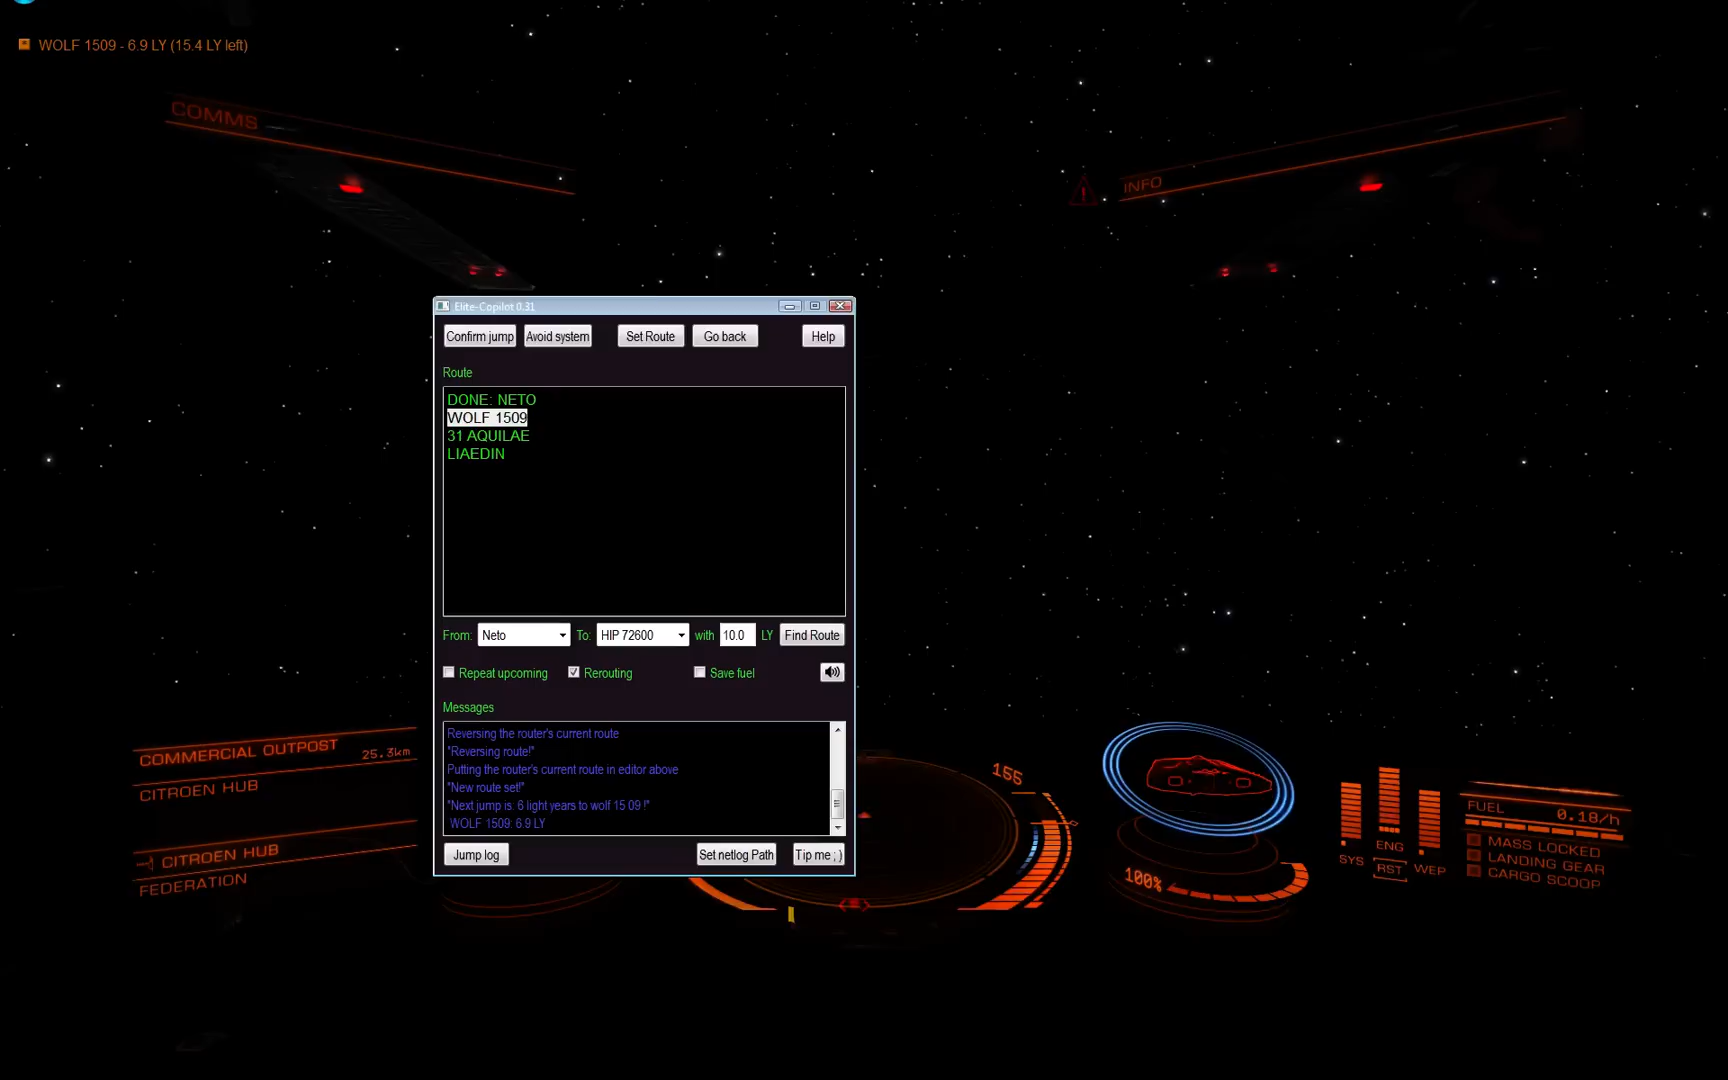 WOLF 1509 - 6.9 LY (15.4 LY left)
COMMS
INFO
Elite-Copilot 0.31
Confirm jump Avoid system Set Route Go back Help
Route
DONE: NETO
WOLF 1509
31 AQUILAE
LIAEDIN
From: Neto To: HIP 72600 with 10.0 LY Find Route
Repeat upcoming Rerouting Save fuel
Messages
Reversing the router's current route
"Reversing route!"
Putting the router's current route in editor above
"New route set!"
"Next jump is: 6 light years to wolf 15 09 !"
WOLF 1509: 6.9 LY
Jump log Set netlog Path Tip me ; )
COMMERCIAL OUTPOST 25.3km
CITROEN HUB
CITROEN HUB
FEDERATION
155
100%
SYS ENG WEP
RST
FUEL 0.18/h
MASS LOCKED
LANDING GEAR
CARGO SCOOP